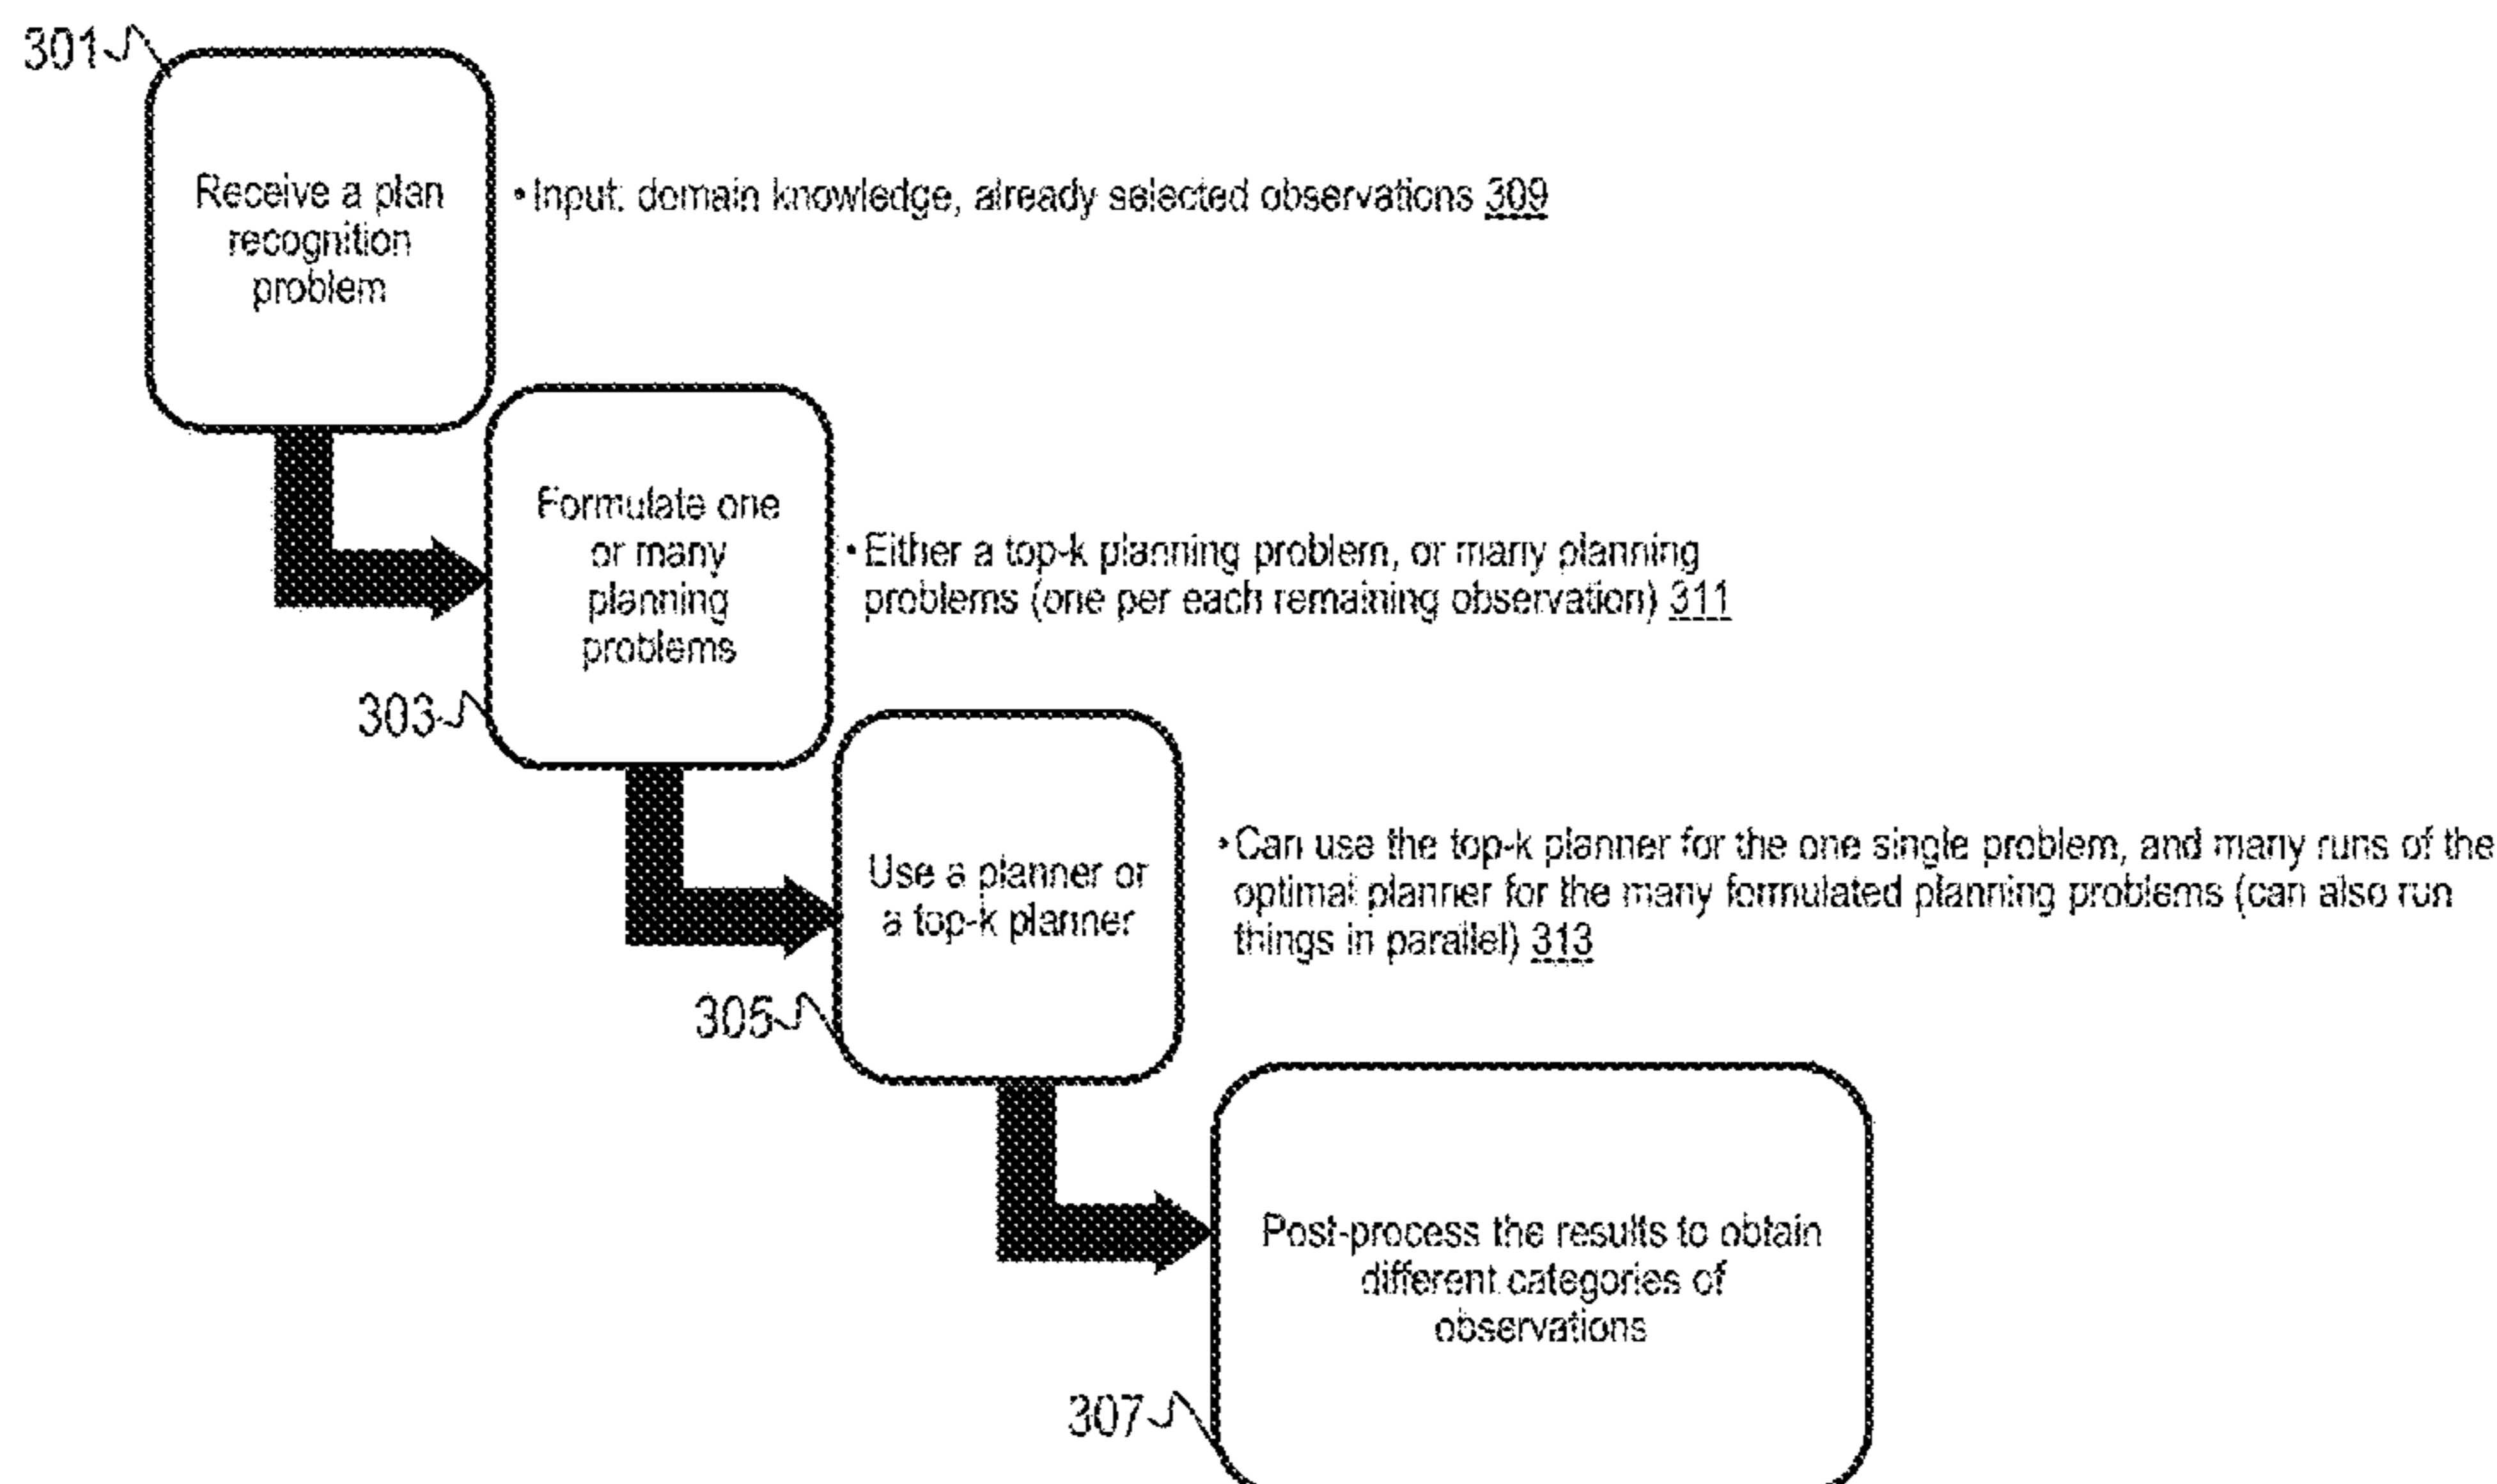 301
Receive a plan
recognition
problem
• Input: domain knowledge, already selected observations 309
Formulate one
or many
planning
problems
• Either a top-k planning problem, or many planning
problems (one per each remaining observation) 311
303
Use a planner or
a top-k planner
• Can use the top-k planner for the one single problem, and many runs of the
optimal planner for the many formulated planning problems (can also run
things in parallel) 313
305
Post-process the results to obtain
different categories of
observations
307